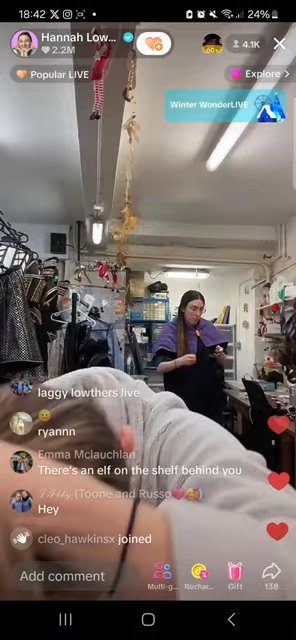 18:42
24%
Hannah Low...
2.2M
4.1K
Popular LIVE
Explore
Winter WonderLIVE
laggy lowthers live
ryannn
Emma Mclauchlan
There's an elf on the shelf behind you
(Toone and Russo
Hey
cleo_hawkinsx joined
Add comment
Multi-g...
Rechar...
Gift
138